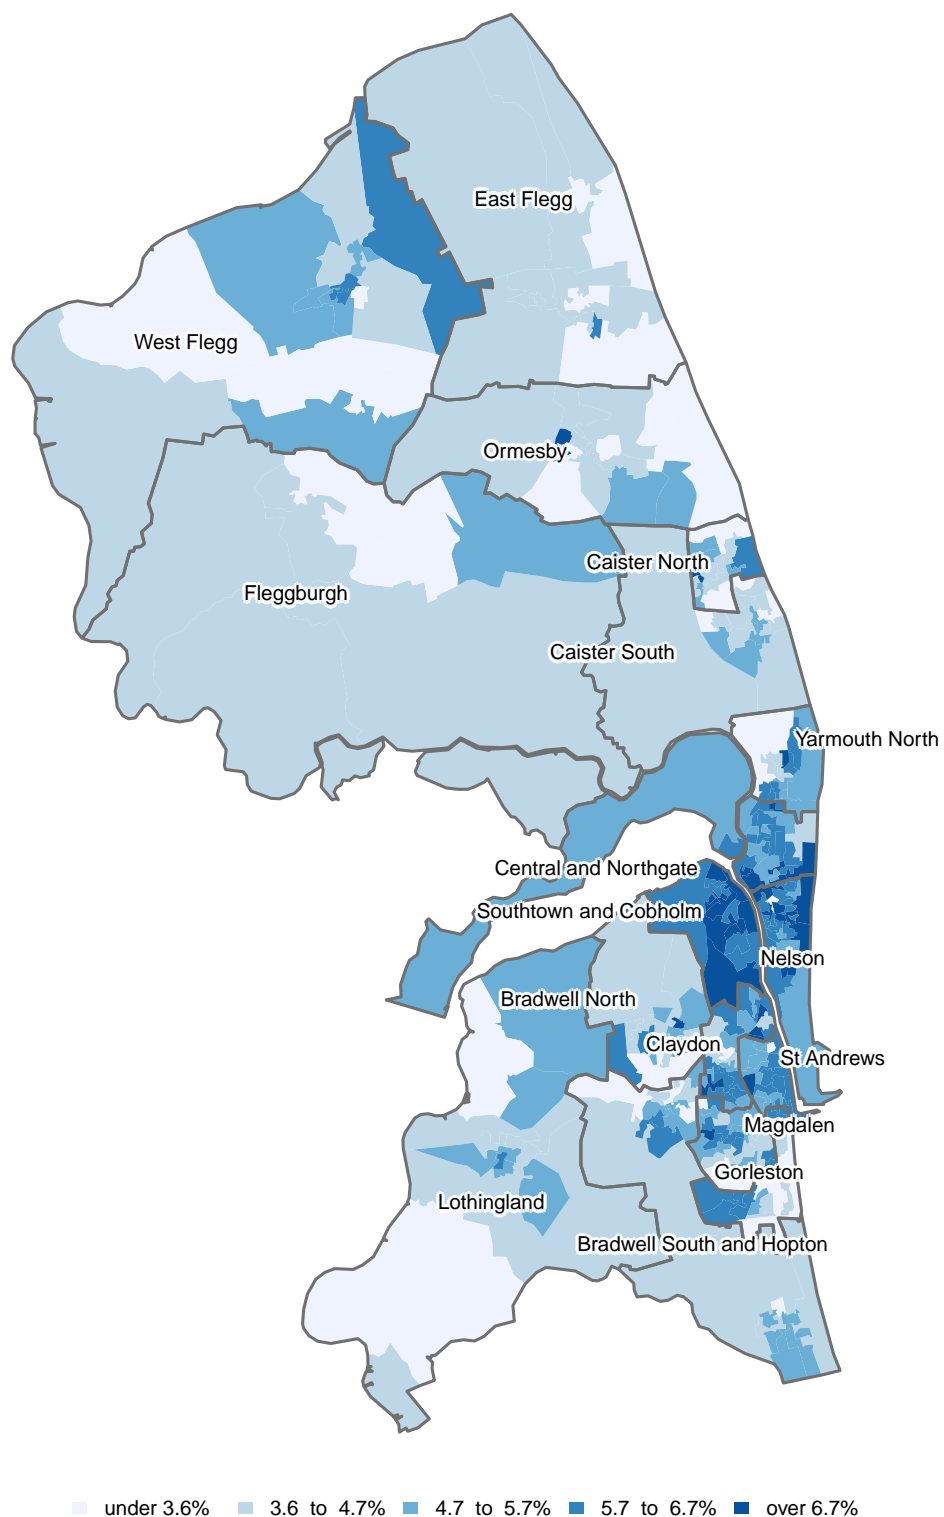 East Flegg
West Flegg
Ormesby
Caister North
Fleggburgh
Caister South
Yarmouth North
Central and Northgate
Southtown and Cobholm
Nelson
Bradwell North
Claydon
St Andrews
Magdalen
Gorleston
Lothingland
Bradwell South and Hopton
under 3.6% 3.6 to 4.7% 4.7 to 5.7% 5.7 to 6.7% over 6.7%